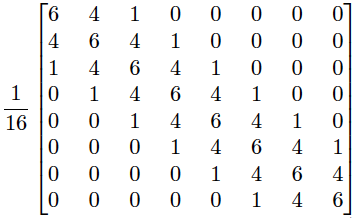 6 4 1 0 0 0 0 0
4 6 4 1 0 0 0 0
1 4 6 4 1 0 0 0
1/16 0 1 4 6 4 1 0 0
0 0 1 4 6 4 1 0
0 0 0 1 4 6 4 1
0 0 0 0 1 4 6 4
0 0 0 0 0 1 4 6